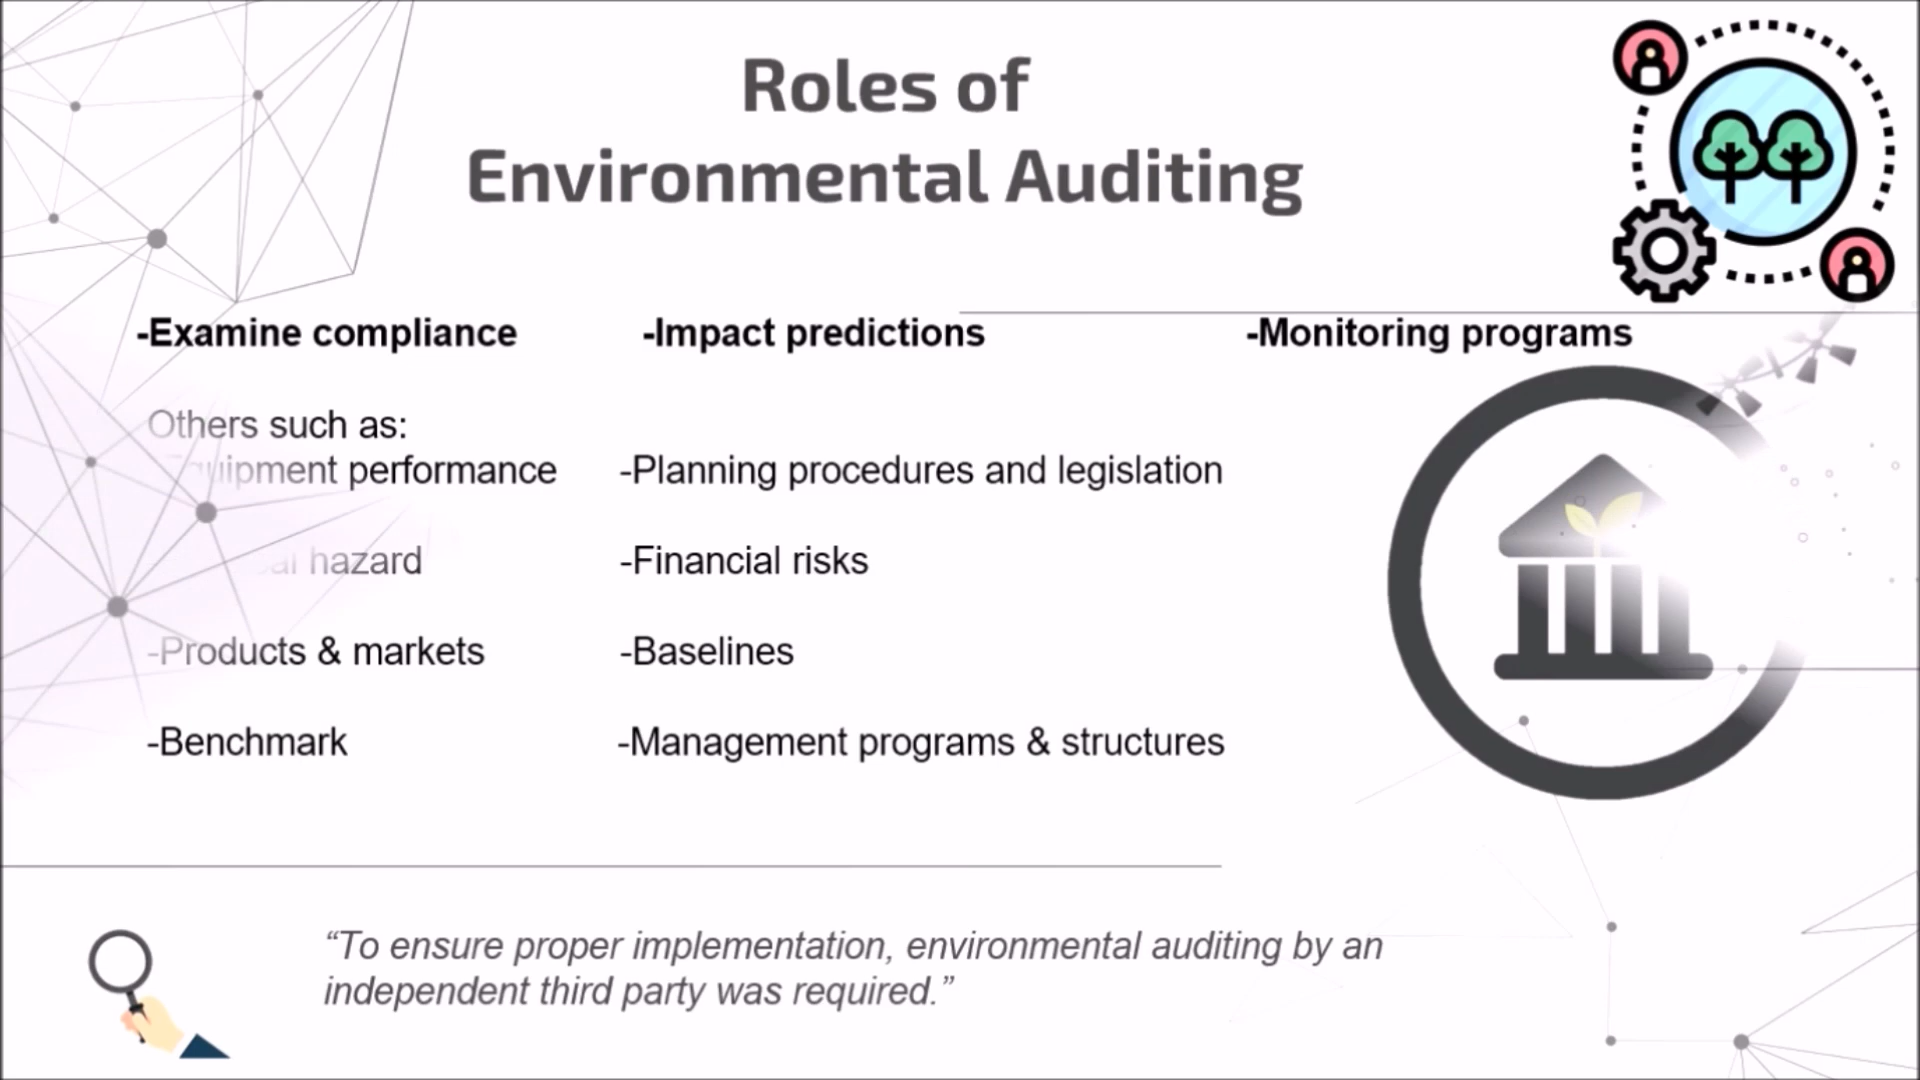 Roles of
Environmental Auditing
-Examine compliance -Impact predictions -Monitoring programs
Others such as:
performance -Planning procedures and legislation
hazard -Financial risks
-Products & markets -Baselines
-Benchmark -Management programs & structures
“To ensure proper implementation, environmental auditing by an
independent third party was required.”